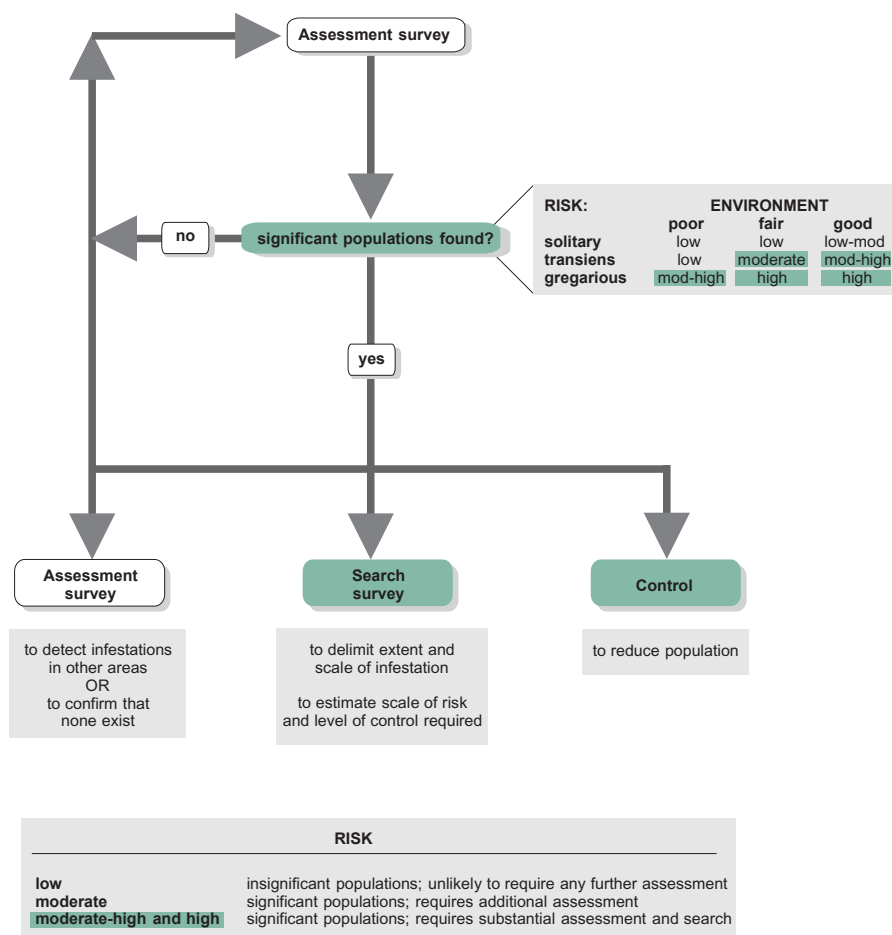 Assessment survey
no
significant populations found?
RISK: ENVIRONMENT
poor fair good
solitary low low low-mod
transiens low moderate mod-high
gregarious mod-high high high
yes
Assessment
survey
to detect infestations
in other areas
OR
to confirm that
none exist
Search
survey
to delimit extent and
scale of infestation
to estimate scale of risk
and level of control required
Control
to reduce population
RISK
low insignificant populations; unlikely to require any further assessment
moderate significant populations; requires additional assessment
moderate-high and high significant populations; requires substantial assessment and search